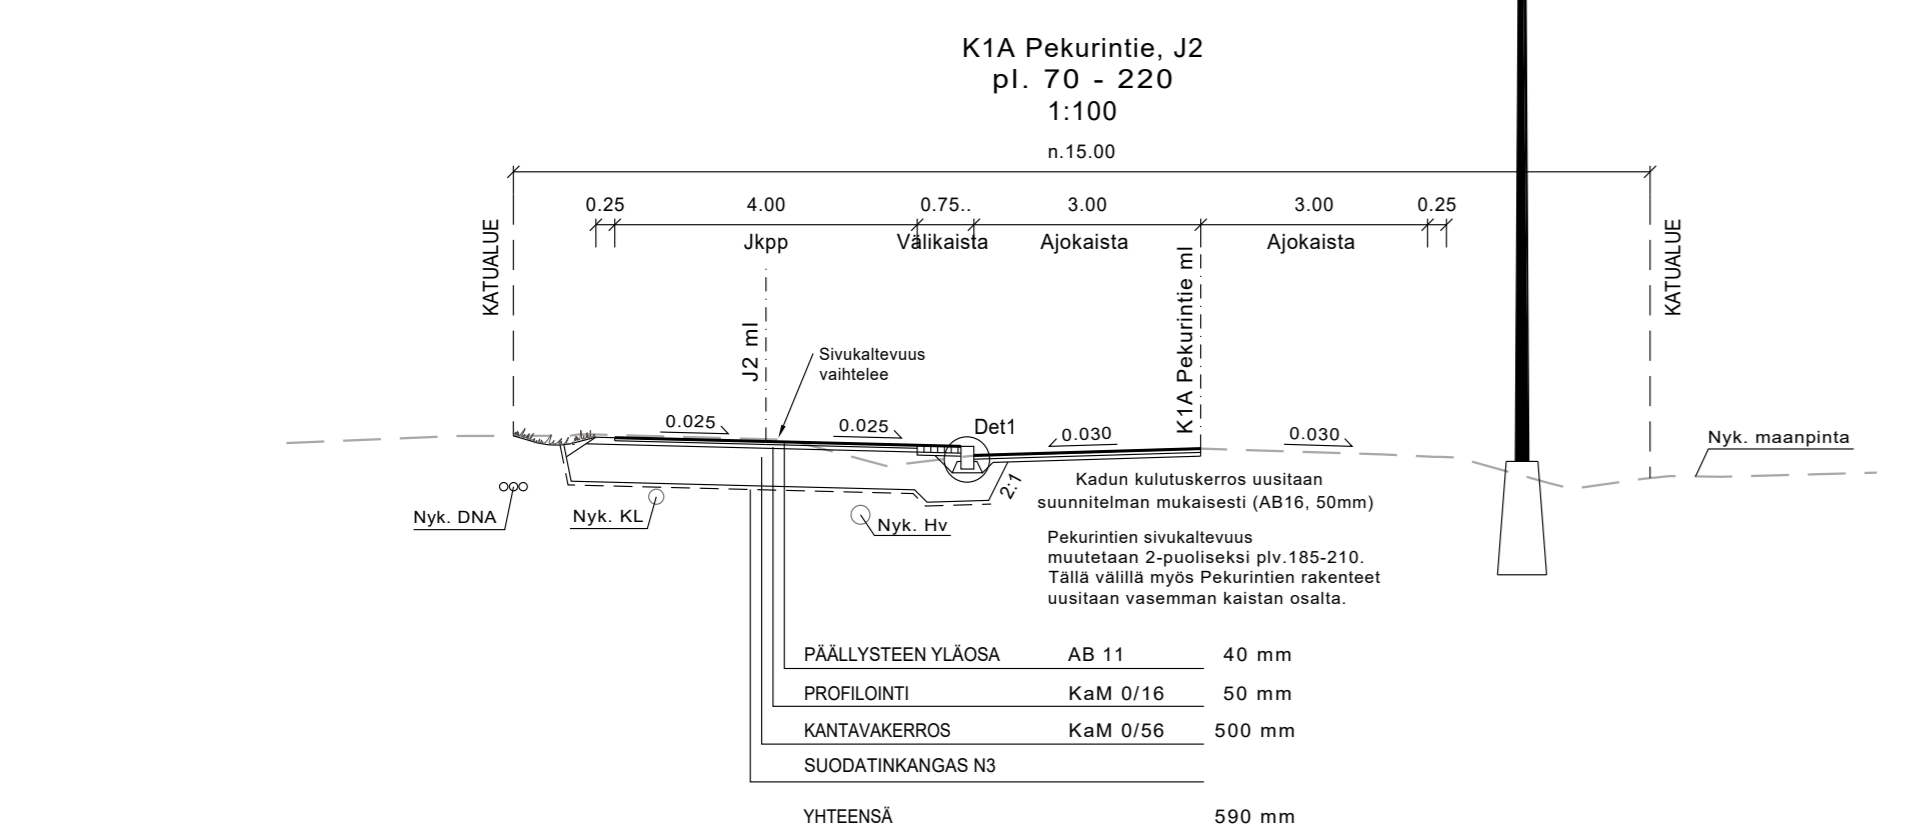 K1A Pekurintie, J2
pl. 70 - 220
1:100
n.15.00
0.25 4.00 0.75.. 3.00 3.00 0.25
Jkpp Välikaista Ajokaista Ajokaista
KATUALUE
J2 ml
K1A Pekurintie ml
KATUALUE
Sivukaltevuus
vaihtelee
0.025 0.025 Det1 0.030 0.030
Nyk. maanpinta
2:1
Nyk. DNA
Nyk. KL
Nyk. Hv
Kadun kulutuskerros uusitaan
suunnitelman mukaisesti (AB16, 50mm)
Pekurintien sivukaltevuus
muutetaan 2-puoliseksi plv.185-210.
Tällä välillä myös Pekurintien rakenteet
uusitaan vasemman kaistan osalta.
PÄÄLLYSTEEN YLÄOSA AB 11 40 mm
PROFILOINTI KaM 0/16 50 mm
KANTAVAKERROS KaM 0/56 500 mm
SUODATINKANGAS N3
YHTEENSÄ 590 mm